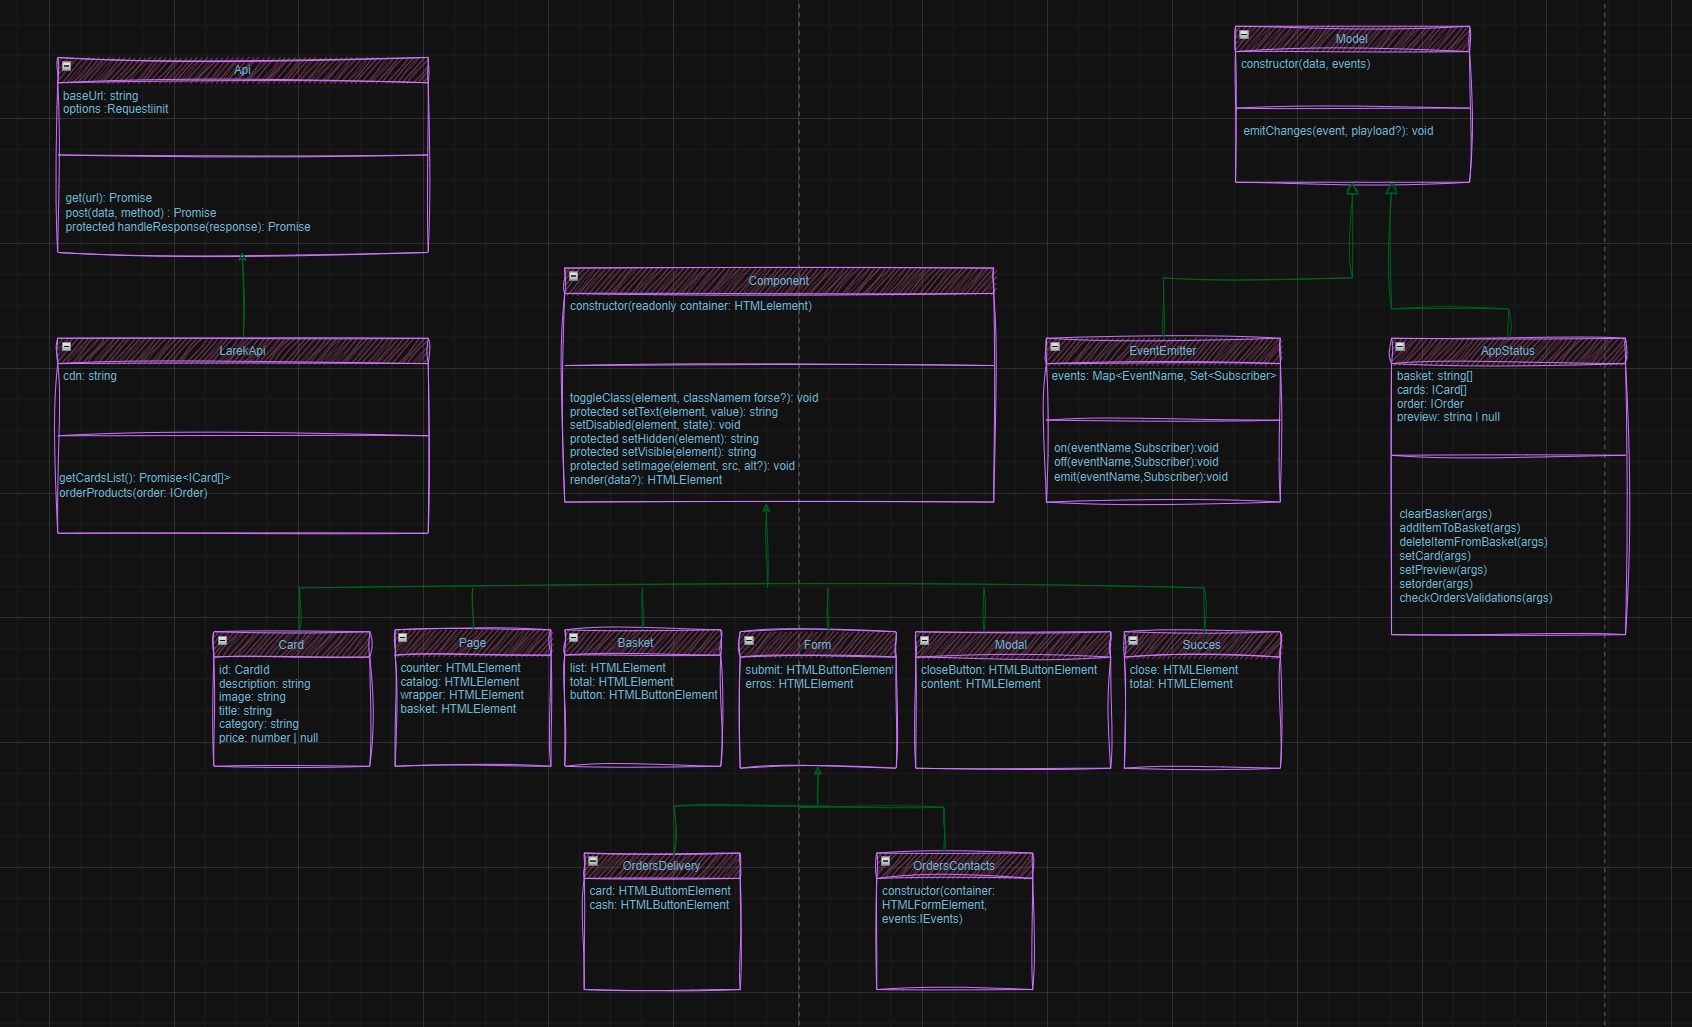 Api
baseUrl: string
options :Requestiinit
get(url): Promise
post(data, method) : Promise
protected handleResponse(response): Promise
Model
constructor(data, events)
emitChanges(event, playload?): void
LarekApi
cdn: string
getCardsList(): Promise<ICard[]>
orderProducts(order: IOrder)
Component
constructor(readonly container: HTMLelement)
toggleClass(element, classNamem forse?): void
protected setText(element, value): string
setDisabled(element, state): void
protected setHidden(element): string
protected setVisible(element): string
protected setImage(element, src, alt?): void
render(data?): HTMLElement
EventEmitter
events: Map<EventName, Set<Subscriber>
on(eventName,Subscriber):void
off(eventName,Subscriber):void
emit(eventName,Subscriber):void
AppStatus
basket: string[]
cards: ICard[]
order: IOrder
preview: string | null
clearBasker(args)
addItemToBasket(args)
deleteItemFromBasket(args)
setCard(args)
setPreview(args)
setorder(args)
checkOrdersValidations(args)
Card
id: CardId
description: string
image: string
title: string
category: string
price: number | null
Page
counter: HTMLElement
catalog: HTMLElement
wrapper: HTMLElement
basket: HTMLElement
Basket
list: HTMLElement
total: HTMLElement
button: HTMLButtonElement
Form
submit: HTMLButtonElement
erros: HTMLElement
Modal
closeButton: HTMLButtonElement
content: HTMLElement
Succes
close: HTMLElement
total: HTMLElement
OrdersDelivery
card: HTMLButtomElement
cash: HTMLButtonElement
OrdersContacts
constructor(container:
HTMLFormElement,
events:IEvents)